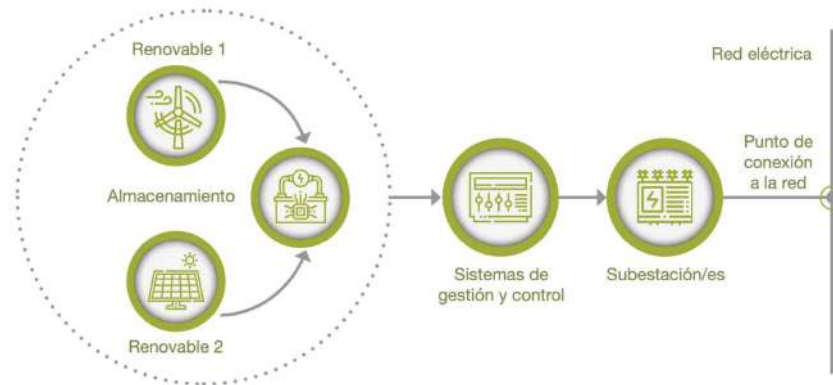 Renovable 1
Almacenamiento
Renovable 2
Sistemas de
gestión y control
Subestación/es
Red eléctrica
Punto de
conexión
a la red